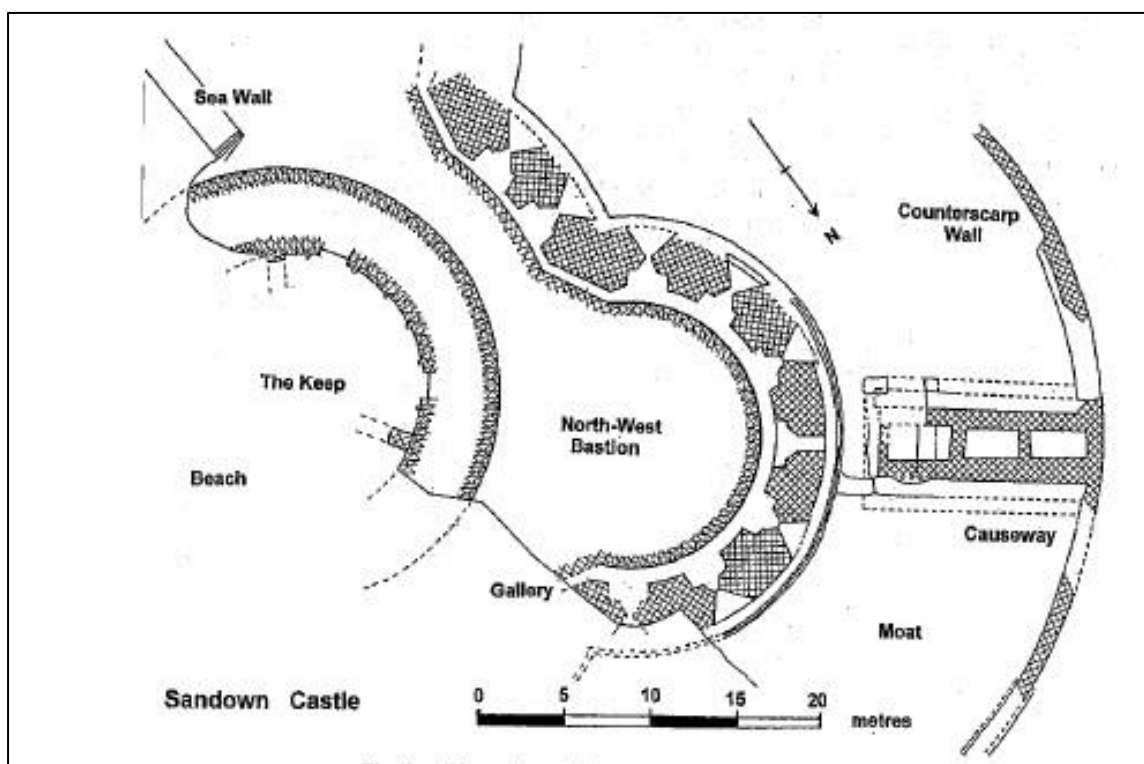 Sea Wall
N
Counterscarp
Wall
The Keep
North-West
Bastion
Beach
Causeway
Gallery
Moat
Sandown Castle
0 5 10 15 20
metres